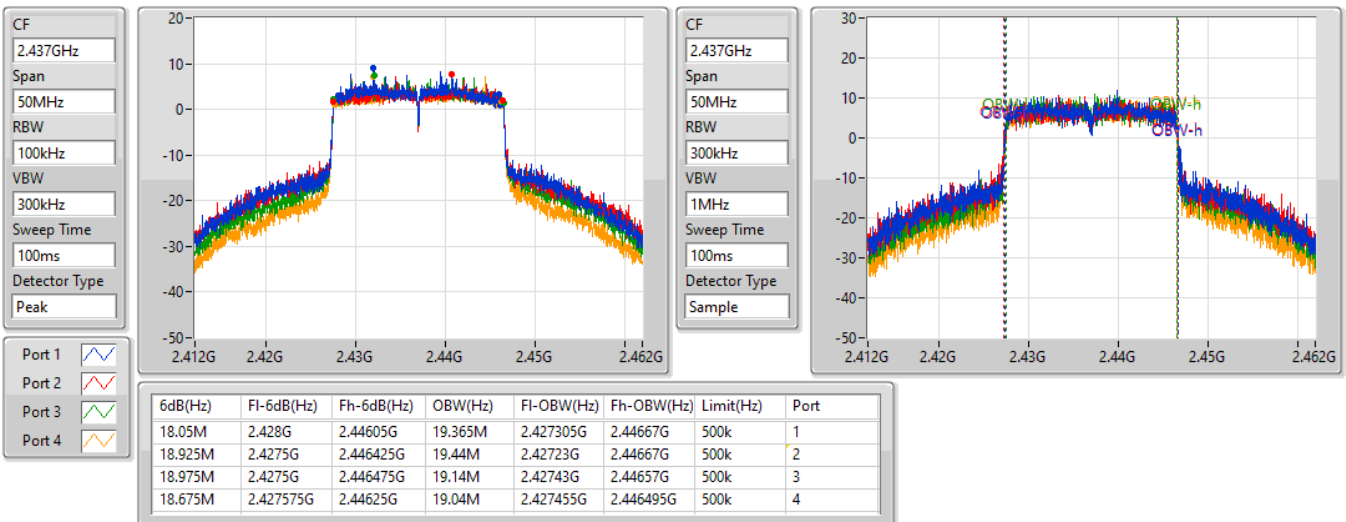 CF
2.437GHz
Span
50MHz
RBW
100kHz
VBW
300kHz
Sweep Time
100ms
Detector Type
Peak
20
10
0
-10
-20
-30
-40
-50
2.412G 2.42G 2.43G 2.44G 2.45G 2.462G
CF
2.437GHz
Span
50MHz
RBW
300kHz
VBW
1MHz
Sweep Time
100ms
Detector Type
Sample
30
20
10
0
-10
-20
-30
-40
-50
OBW-h
OBW-h
2.412G 2.42G 2.43G 2.44G 2.45G 2.462G
Port 1
Port 2
Port 3
Port 4
6dB(Hz) Fl-6dB(Hz) Fh-6dB(Hz) OBW(Hz) Fl-OBW(Hz) Fh-OBW(Hz) Limit(Hz) Port
18.05M 2.428G 2.44605G 19.365M 2.427305G 2.44667G 500k 1
18.925M 2.4275G 2.446425G 19.44M 2.42723G 2.44667G 500k 2
18.975M 2.4275G 2.446475G 19.14M 2.42743G 2.44657G 500k 3
18.675M 2.427575G 2.44625G 19.04M 2.427455G 2.446495G 500k 4